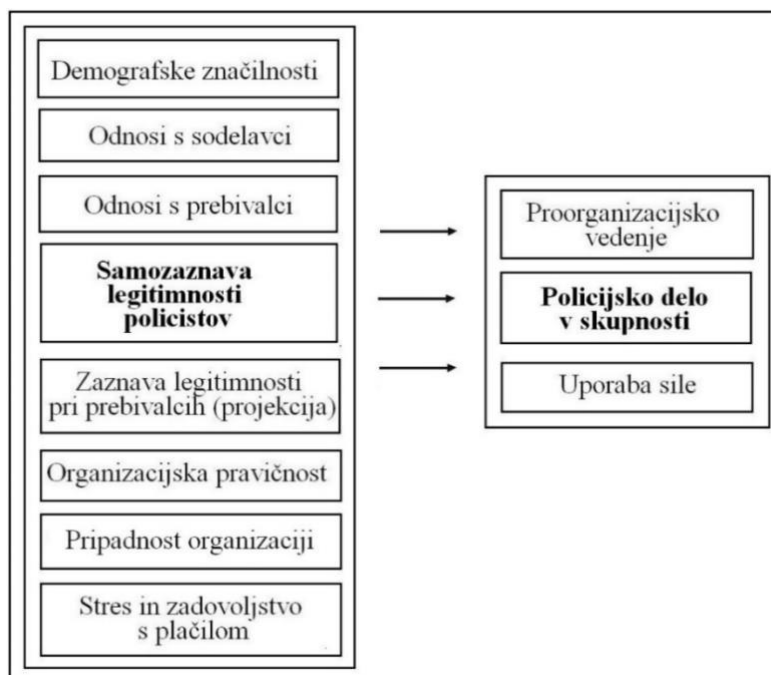 Demografske značilnosti
Odnosi s sodelavci
Odnosi s prebivalci
Samozaznava
legitimnosti
policistov
Zaznava legitimnosti
pri prebivalcih (projekcija)
Organizacijska pravičnost
Pripadnost organizaciji
Stres in zadovoljstvo
s plačilom
Proorganizacijsko
vedenje
Policijsko delo
v skupnosti
Uporaba sile